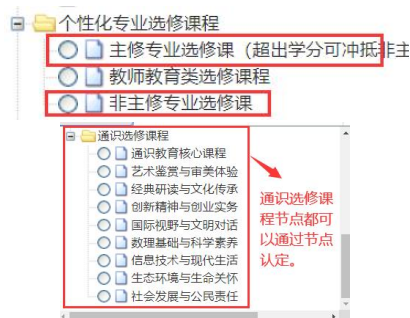 个性化专业选修课程
主修专业选修课（超出学分可冲抵非主
教师教育类选修课程
非主修专业选修课
通识选修课程
通识教育核心课程
艺术鉴赏与审美体验
经典研读与文化传承
创新精神与创业实务
国际视野与文明对话
数理基础与科学素养
信息技术与现代生活
生态环境与生命关怀
社会发展与公民责任
通识选修课
程节点都可
以通过节点
认定。